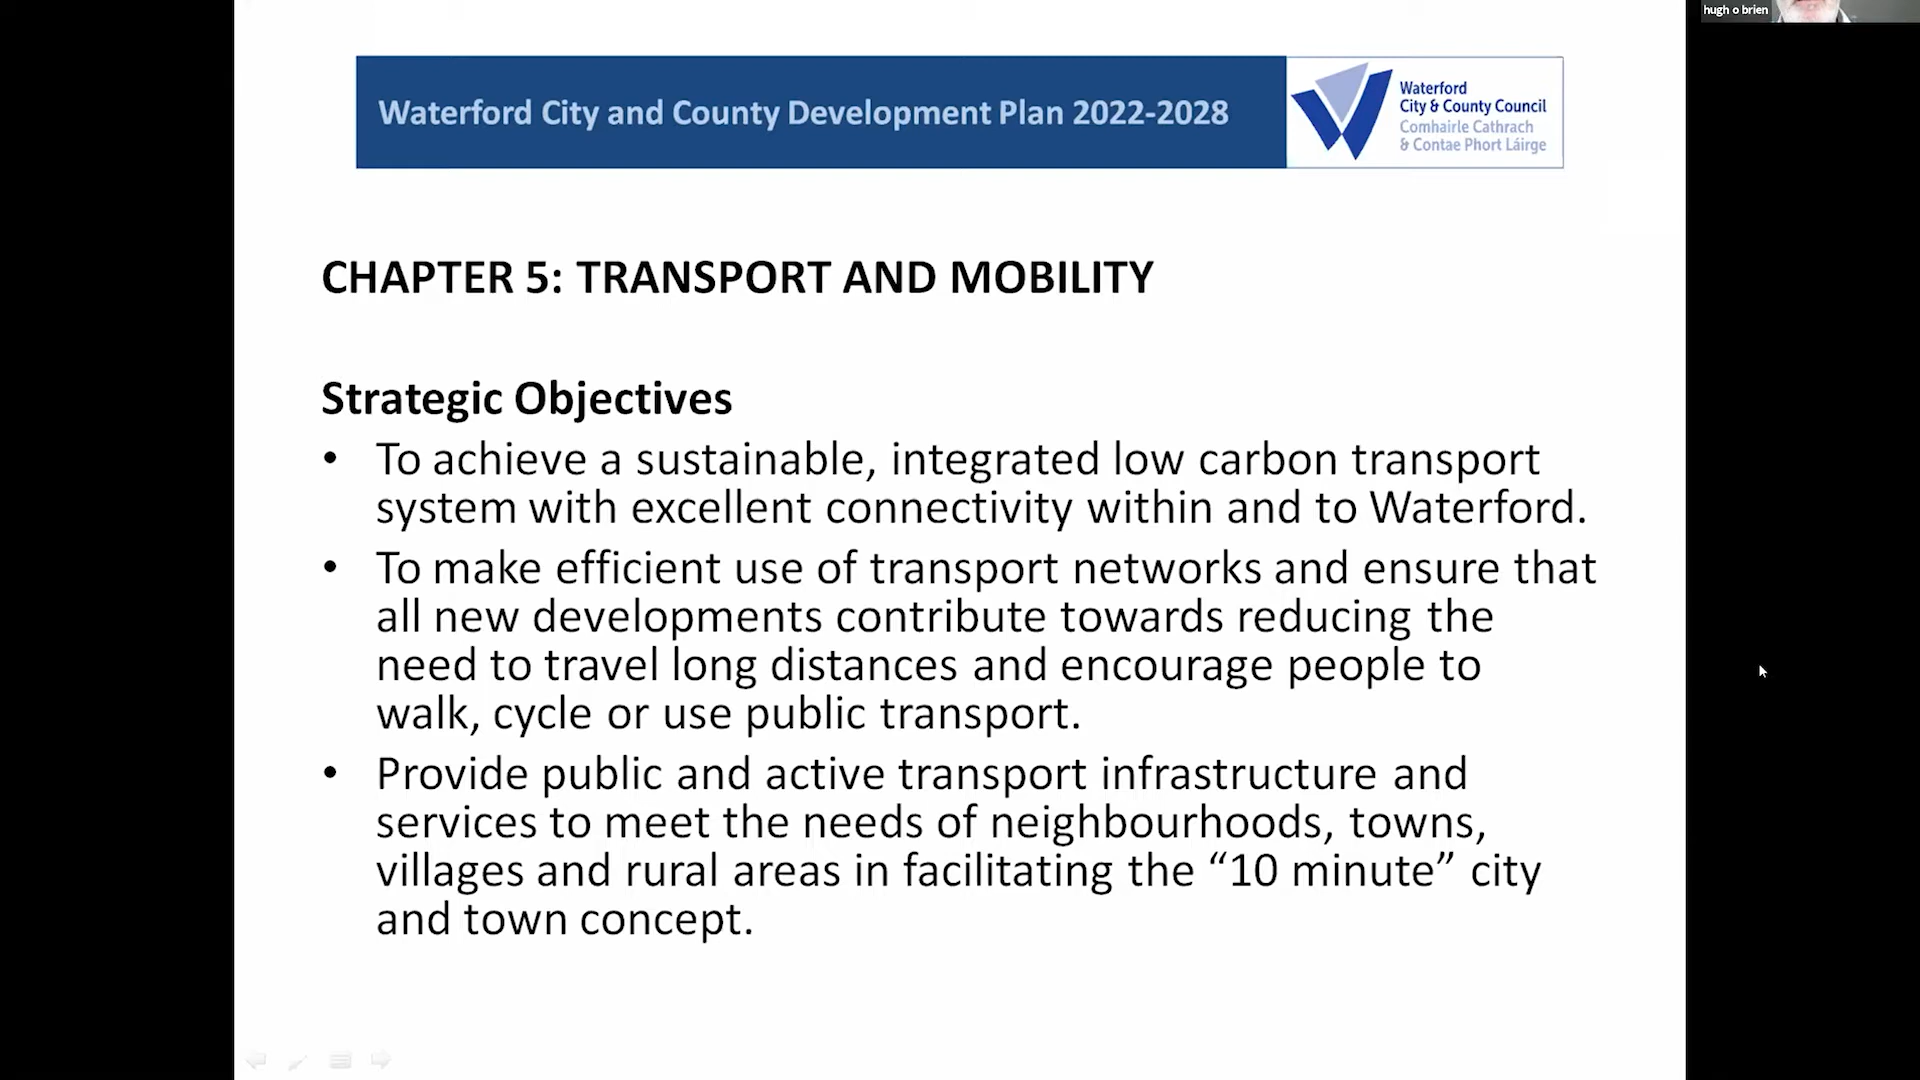 hugh o brien
Waterford City and County Development Plan 2022-2028
Waterford
City & County Council
Comhairle Cathrach
& Contae Phort Láirge
CHAPTER 5: TRANSPORT AND MOBILITY
Strategic Objectives
• To achieve a sustainable, integrated low carbon transport
system with excellent connectivity within and to Waterford.
• To make efficient use of transport networks and ensure that
all new developments contribute towards reducing the
need to travel long distances and encourage people to
walk, cycle or use public transport.
• Provide public and active transport infrastructure and
services to meet the needs of neighbourhoods, towns,
villages and rural areas in facilitating the “10 minute” city
and town concept.